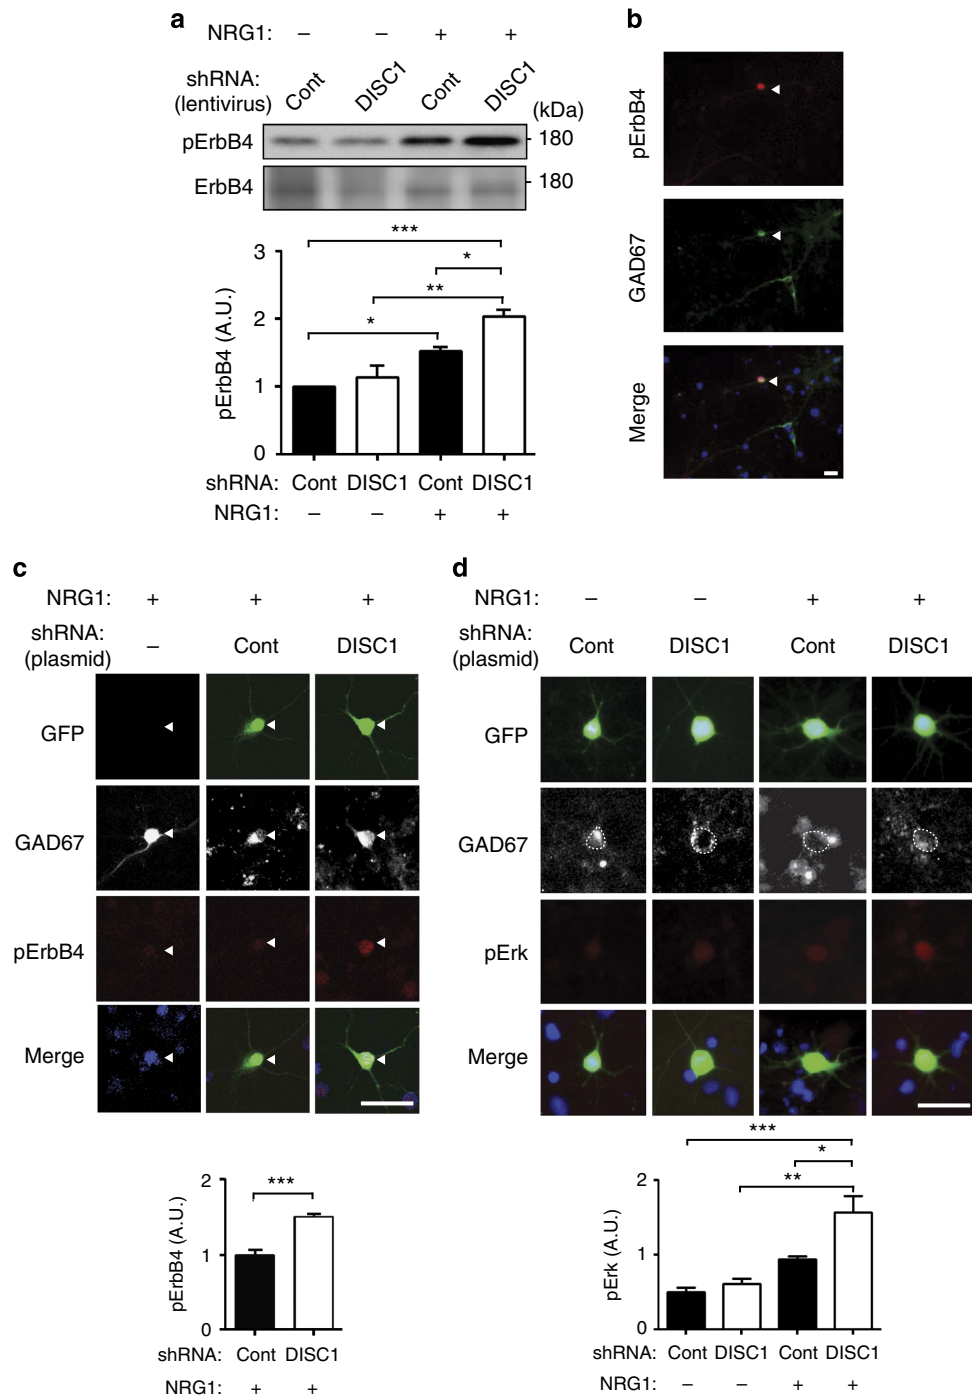 a
NRG1: – – + +
shRNA: (lentivirus) Cont DISC1 Cont DISC1 (kDa)
pErbB4 180
ErbB4 180
***
*
**
*
3
2
1
0
pErbB4 (A.U.)
shRNA: Cont DISC1 Cont DISC1
NRG1: – – + +
b
pErbB4
GAD67
Merge
c
NRG1: + + +
shRNA: (plasmid) – Cont DISC1
GFP
GAD67
pErbB4
Merge
***
2
1
0
pErbB4 (A.U.)
shRNA: Cont DISC1
NRG1: + +
d
NRG1: – – + +
shRNA: (plasmid) Cont DISC1 Cont DISC1
GFP
GAD67
pErk
Merge
***
*
**
2
1
0
pErk (A.U.)
shRNA: Cont DISC1 Cont DISC1
NRG1: – – + +